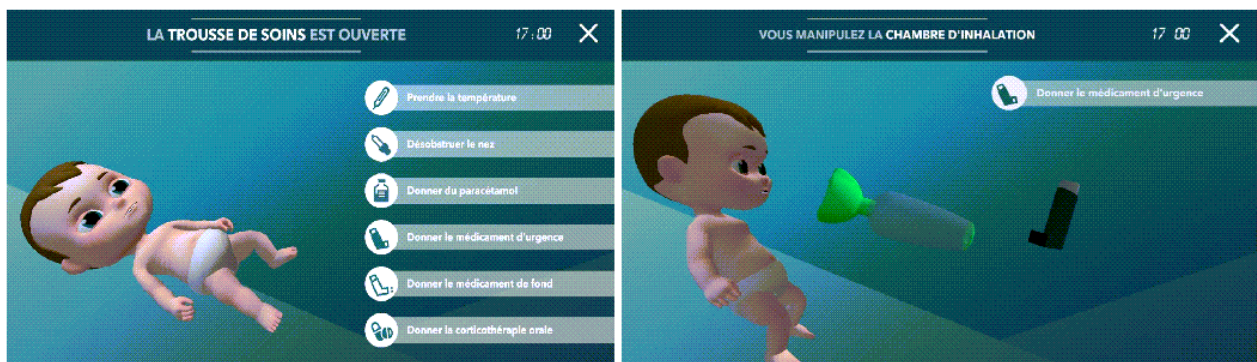 LA TROUSSE DE SOINS EST OUVERTE
17:00
Prendre la température
Désobstruer le nez
Donner du paracétamol
Donner le médicament d'urgence
Donner le médicament de fond
Donner la corticothérapie orale
VOUS MANIPULEZ LA CHAMBRE D'INHALATION
17 00
Donner le médicament d'urgence